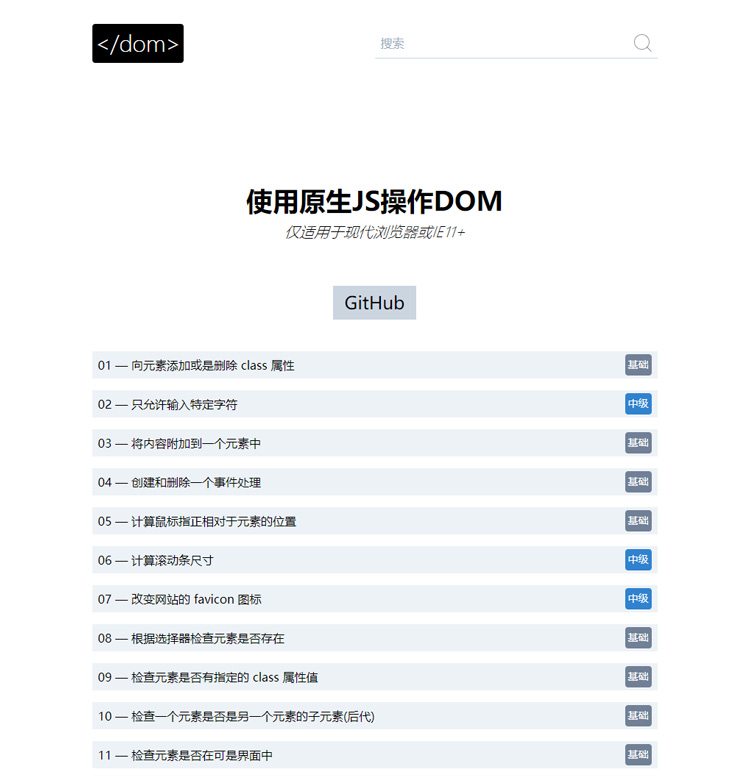 </dom>
搜索
使用原生JS操作DOM
仅适用于现代浏览器或IE11+
GitHub
01 — 向元素添加或是删除 class 属性 基础
02 — 只允许输入特定字符 中级
03 — 将内容附加到一个元素中 基础
04 — 创建和删除一个事件处理 基础
05 — 计算鼠标指正相对于元素的位置 基础
06 — 计算滚动条尺寸 中级
07 — 改变网站的 favicon 图标 中级
08 — 根据选择器检查元素是否存在 基础
09 — 检查元素是否有指定的 class 属性值 基础
10 — 检查一个元素是否是另一个元素的子元素(后代) 基础
11 — 检查元素是否在可是界面中 基础